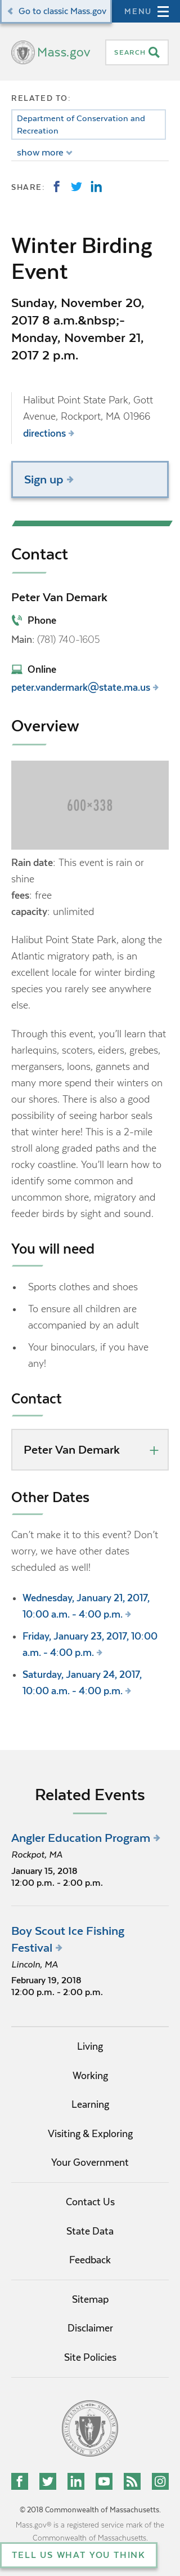 Go to classic Mass.gov
MENU
Mass.gov
SEARCH
RELATED TO:
Department of Conservation and
Recreation
show more
SHARE:
Winter Birding
Event
Sunday, November 20,
2017 8 a.m.&nbsp;-
Monday, November 21,
2017 2 p.m.
Halibut Point State Park, Gott
Avenue, Rockport, MA 01966
directions
Sign up
Contact
Peter Van Demark
Phone
Main: (781) 740-1605
Online
peter.vandermark@state.ma.us
Overview
600×338
Rain date: This event is rain or
shine
fees: free
capacity: unlimited
Halibut Point State Park, along the
Atlantic migratory path, is an
excellent locale for winter birding
species you rarely see anywhere
else.
Through this event, you'll learn that
harlequins, scoters, eiders, grebes,
mergansers, loons, gannets and
many more spend their winters on
our shores. There is also a good
possibility of seeing harbor seals
that winter here! This is a 2-mile
stroll along graded paths and the
rocky coastline. You'll learn how to
identify some common and
uncommon shore, migratory and
feeder birds by sight and sound.
You will need
Sports clothes and shoes
To ensure all children are
accompanied by an adult
Your binoculars, if you have
any!
Contact
Peter Van Demark
Other Dates
Can't make it to this event? Don't
worry, we have other dates
scheduled as well!
Wednesday, January 21, 2017,
10:00 a.m. - 4:00 p.m.
Friday, January 23, 2017, 10:00
a.m. - 4:00 p.m.
Saturday, January 24, 2017,
10:00 a.m. - 4:00 p.m.
Related Events
Angler Education Program
Rockpot, MA
January 15, 2018
12:00 p.m. - 2:00 p.m.
Boy Scout Ice Fishing
Festival
Lincoln, MA
February 19, 2018
12:00 p.m. - 2:00 p.m.
Living
Working
Learning
Visiting & Exploring
Your Government
Contact Us
State Data
Feedback
Sitemap
Disclaimer
Site Policies
© 2018 Commonwealth of Massachusetts.
Mass.gov® is a registered service mark of the
Commonwealth of Massachusetts.
TELL US WHAT YOU THINK